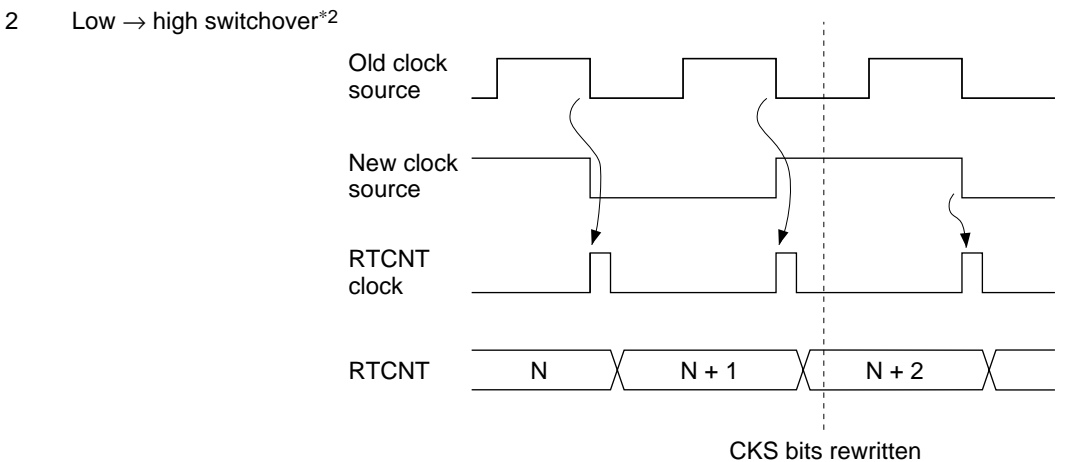 2 Low → high switchover*2
Old clock
source
New clock
source
RTCNT
clock
RTCNT N N + 1 N + 2
CKS bits rewritten